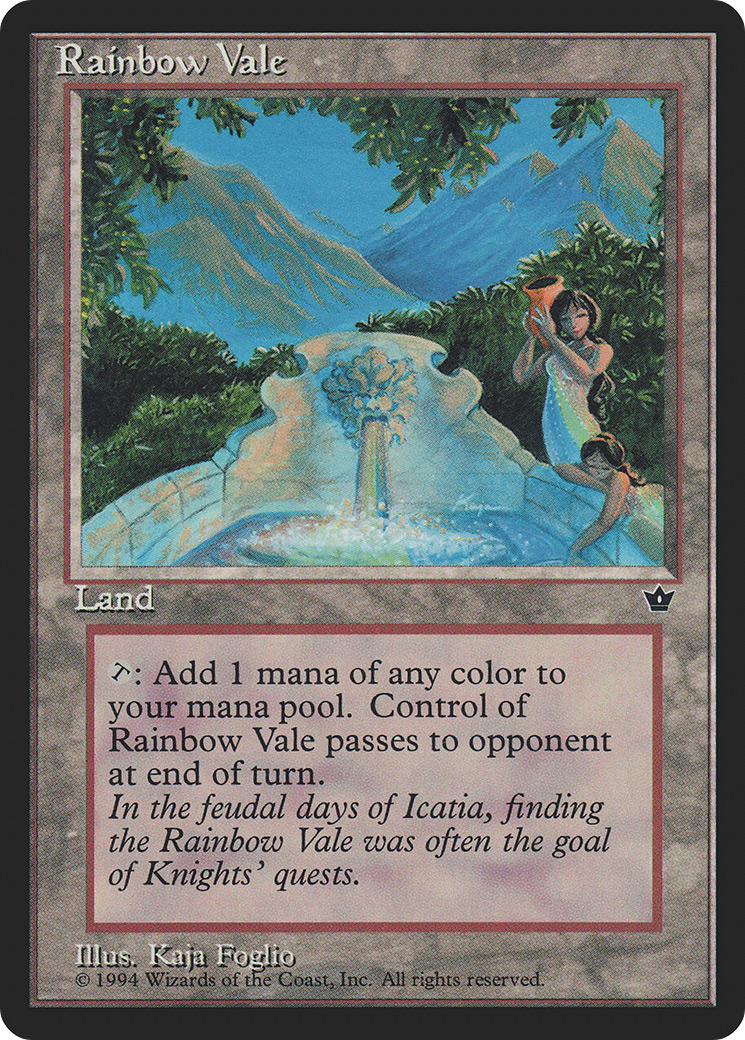 Rainbow Vale
Land
T: Add 1 mana of any color to
your mana pool. Control of
Rainbow Vale passes to opponent
at end of turn.
In the feudal days of Icatia, finding
the Rainbow Vale was often the goal
of Knights’ quests.
Illus. Kaja Foglio
© 1994 Wizards of the Coast, Inc. All rights reserved.